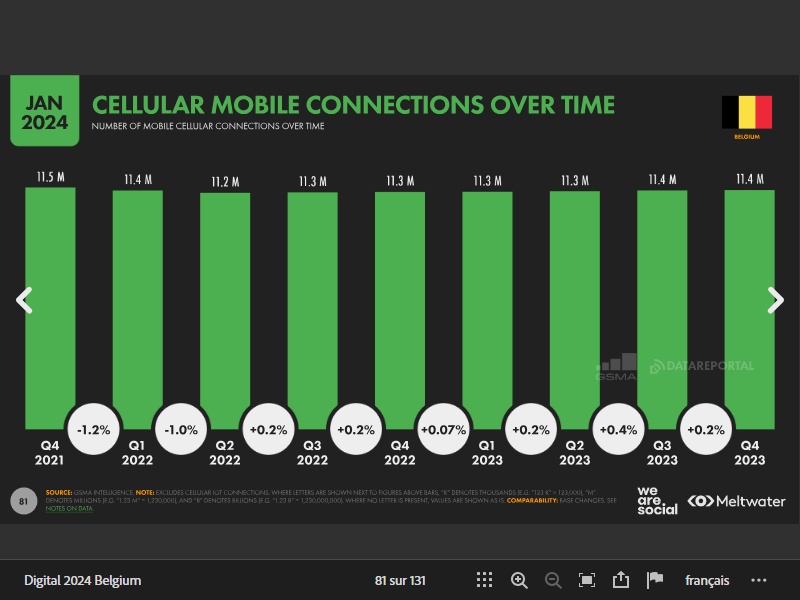 JAN
2024
CELLULAR MOBILE CONNECTIONS OVER TIME
NUMBER OF MOBILE CELLULAR CONNECTIONS OVER TIME
BELGIUM
11.5 M
11.4 M
11.2 M
11.3 M
11.3 M
11.3 M
11.3 M
11.4 M
11.4 M
GSMA
DATAREPORTAL
-1.2%
-1.0%
+0.2%
+0.2%
+0.07%
+0.2%
+0.4%
+0.2%
Q4
2021
Q1
2022
Q2
2022
Q3
2022
Q4
2022
Q1
2023
Q2
2023
Q3
2023
Q4
2023
81
SOURCE: GSMA INTELLIGENCE. NOTE: EXCLUDES CELLULAR IOT CONNECTIONS. WHERE LETTERS ARE SHOWN NEXT TO FIGURES ABOVE BARS, "K" DENOTES THOUSANDS (E.G. "123 K" = 123,000), "M"
DENOTES MILLIONS (E.G. "1.23 M" = 1,230,000), AND "B" DENOTES BILLIONS (E.G. "1.23 B" = 1,230,000,000). WHERE NO LETTER IS PRESENT, VALUES ARE SHOWN AS IS. COMPARABILITY: BASE CHANGES. SEE
NOTES ON DATA.
we
are.
social
Meltwater
Digital 2024 Belgium
81 sur 131
français